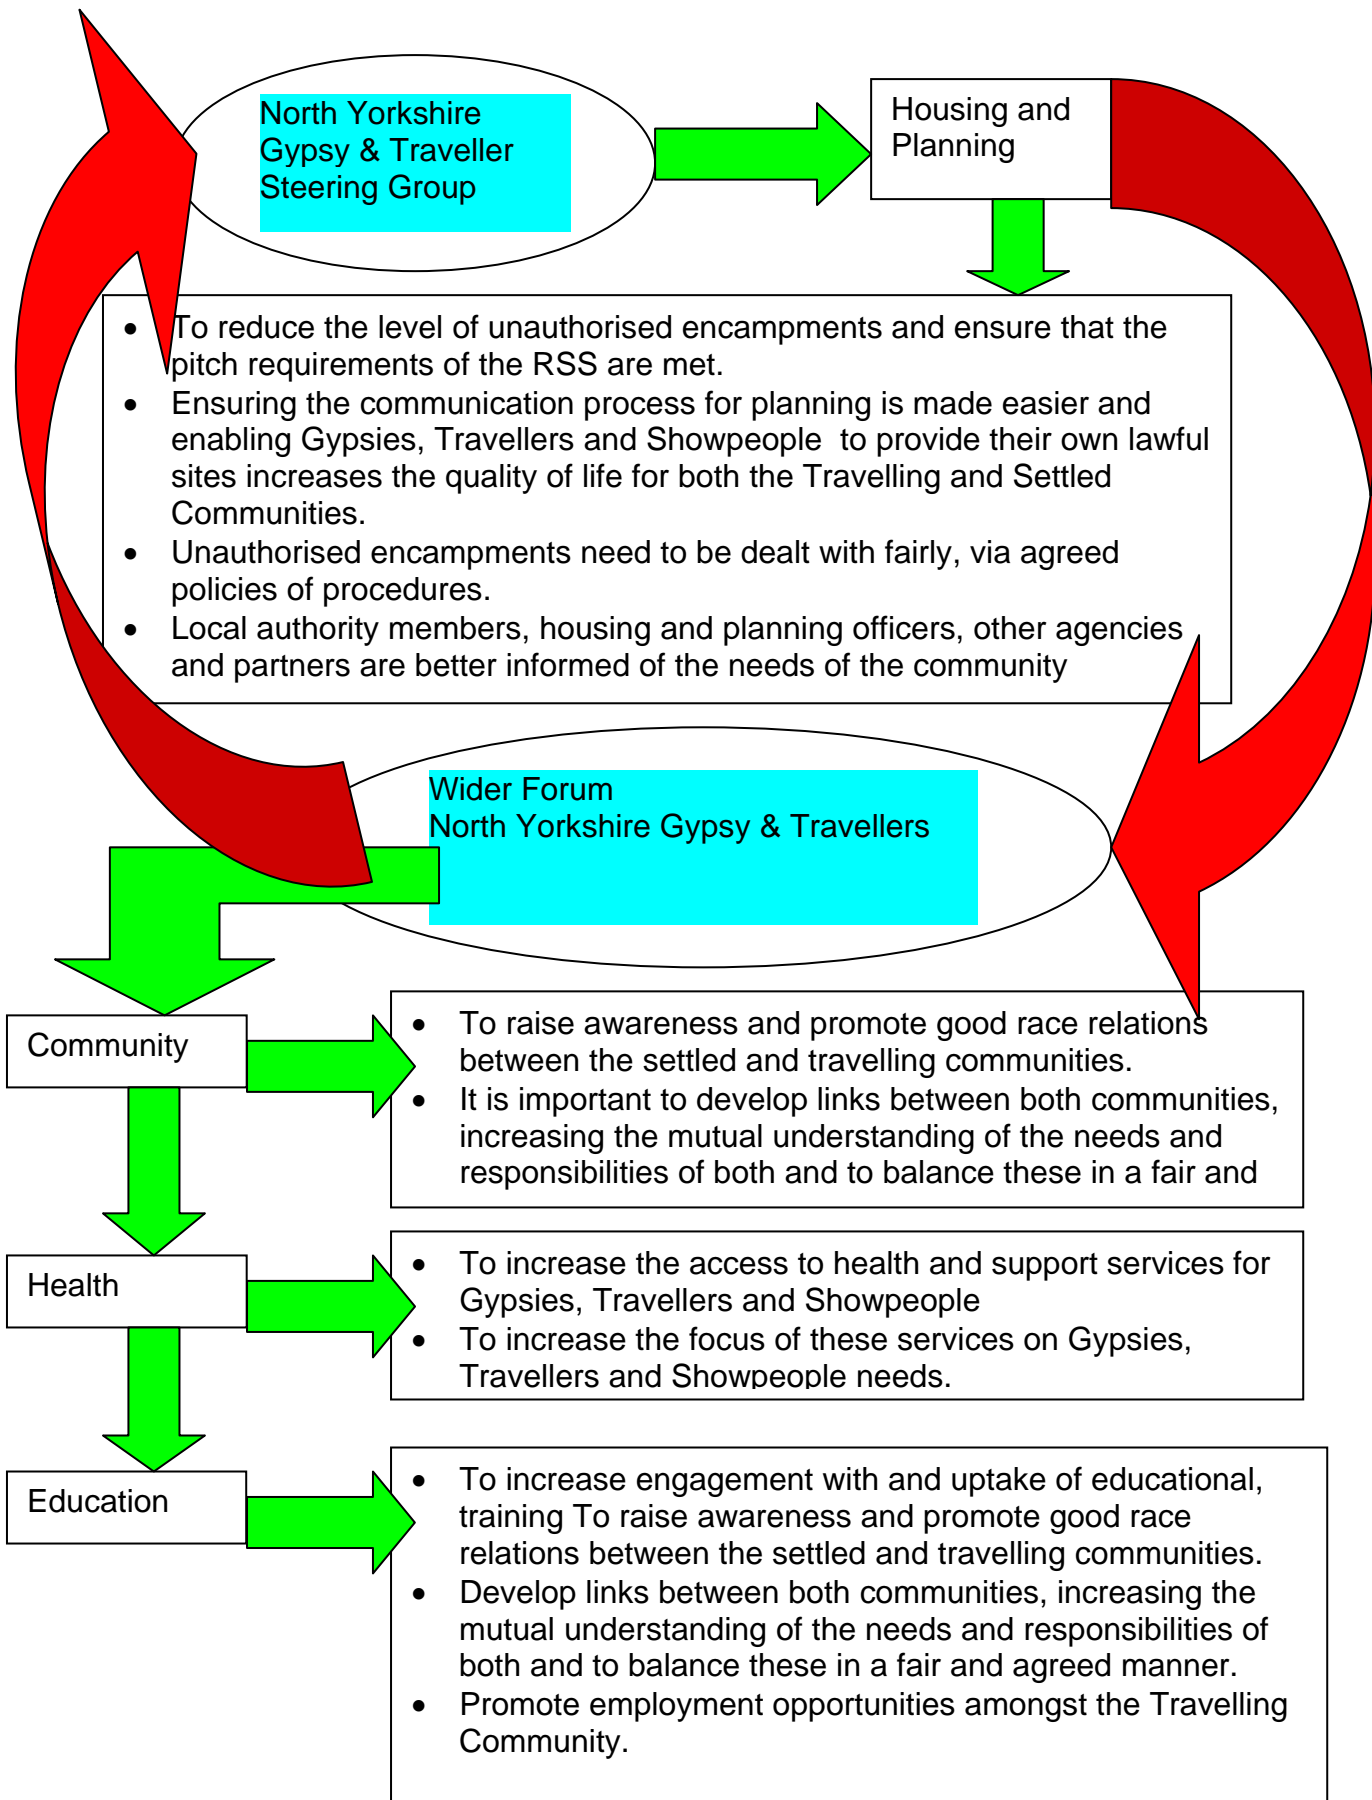 North Yorkshire
Gypsy & Traveller
Steering Group
Housing and
Planning
• To reduce the level of unauthorised encampments and ensure that the
pitch requirements of the RSS are met.
• Ensuring the communication process for planning is made easier and
enabling Gypsies, Travellers and Showpeople to provide their own lawful
sites increases the quality of life for both the Travelling and Settled
Communities.
• Unauthorised encampments need to be dealt with fairly, via agreed
policies of procedures.
• Local authority members, housing and planning officers, other agencies
and partners are better informed of the needs of the community
Wider Forum
North Yorkshire Gypsy & Travellers
Community
• To raise awareness and promote good race relations
between the settled and travelling communities.
• It is important to develop links between both communities,
increasing the mutual understanding of the needs and
responsibilities of both and to balance these in a fair and
Health
• To increase the access to health and support services for
Gypsies, Travellers and Showpeople
• To increase the focus of these services on Gypsies,
Travellers and Showpeople needs.
Education
• To increase engagement with and uptake of educational,
training To raise awareness and promote good race
relations between the settled and travelling communities.
• Develop links between both communities, increasing the
mutual understanding of the needs and responsibilities of
both and to balance these in a fair and agreed manner.
• Promote employment opportunities amongst the Travelling
Community.